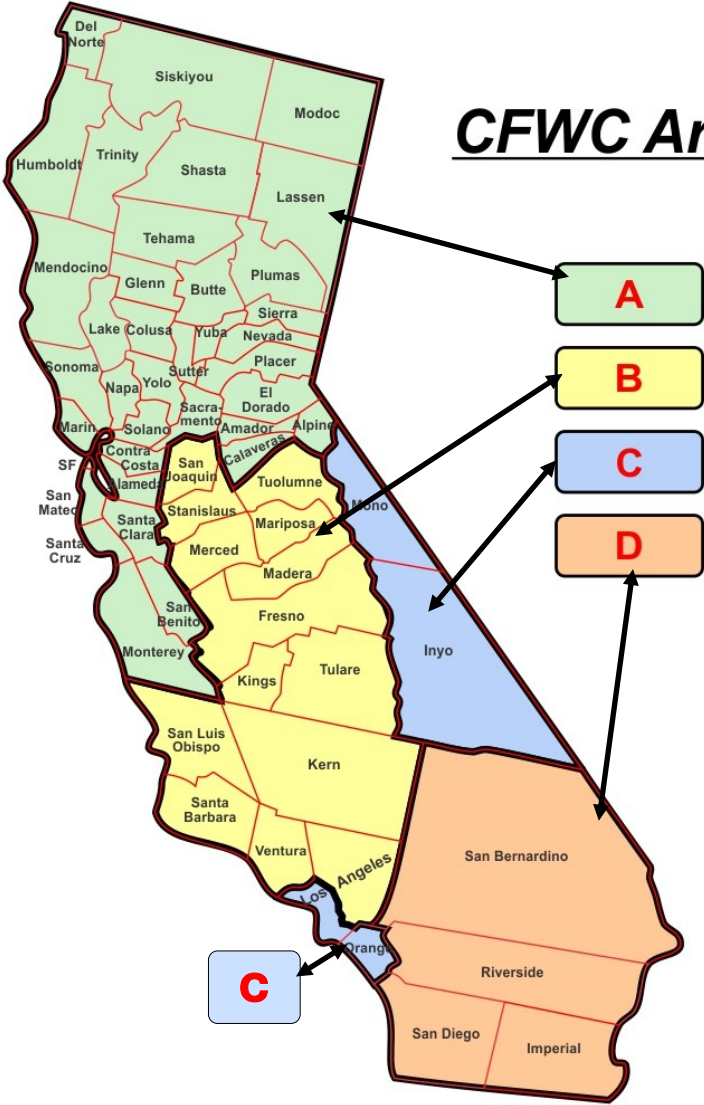 Del
Norte
Siskiyou
Modoc
CFWC Ar
Humboldt
Trinity
Shasta
Lassen
Tehama
Mendocino
Plumas
Glenn
Butte
A
Sierra
Lake
Colusa
Yuba
Nevada
Placer
Sonoma
Sutter
Napa
Yolo
B
El
Dorado
Sacra-
mento
Marin
Solano
Amador
Alpine
Calaveras
Contra
Costa
SF
C
San
Joaquin
Alameda
Tuolumne
San
Mateo
Stanislaus
Mono
Mariposa
Santa
Clara
D
Santa
Cruz
Merced
Madera
San
Benito
Fresno
Monterey
Inyo
Tulare
Kings
San Luis
Obispo
Kern
Santa
Barbara
Ventura
Los Angeles
San Bernardino
Orange
C
Riverside
San Diego
Imperial